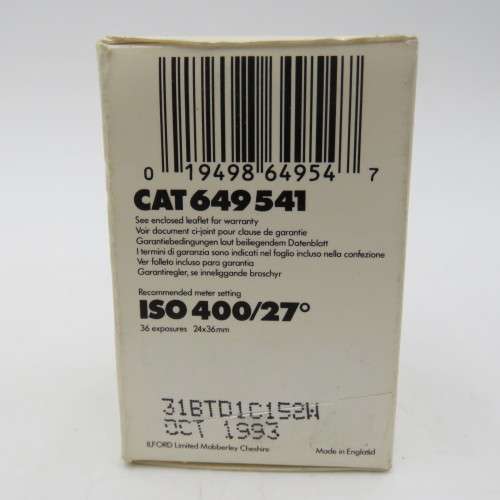 0 19498 64954 7
CAT 649 541
See enclosed leaflet for warranty
Voir document ci-joint pour clause de garantie
Garantiebedingungen laut beiliegendem Datenblatt
I termini di garanzia sono indicati nel foglio incluso nella confezione
Ver folleto incluso para garantia
Garantiregler, se inneliggande broschyr
Recommended meter setting
ISO 400/27°
36 exposures 24x36mm
31BTD1C152W
OCT 1993
ILFORD Limited Mobberley Cheshire Made in England